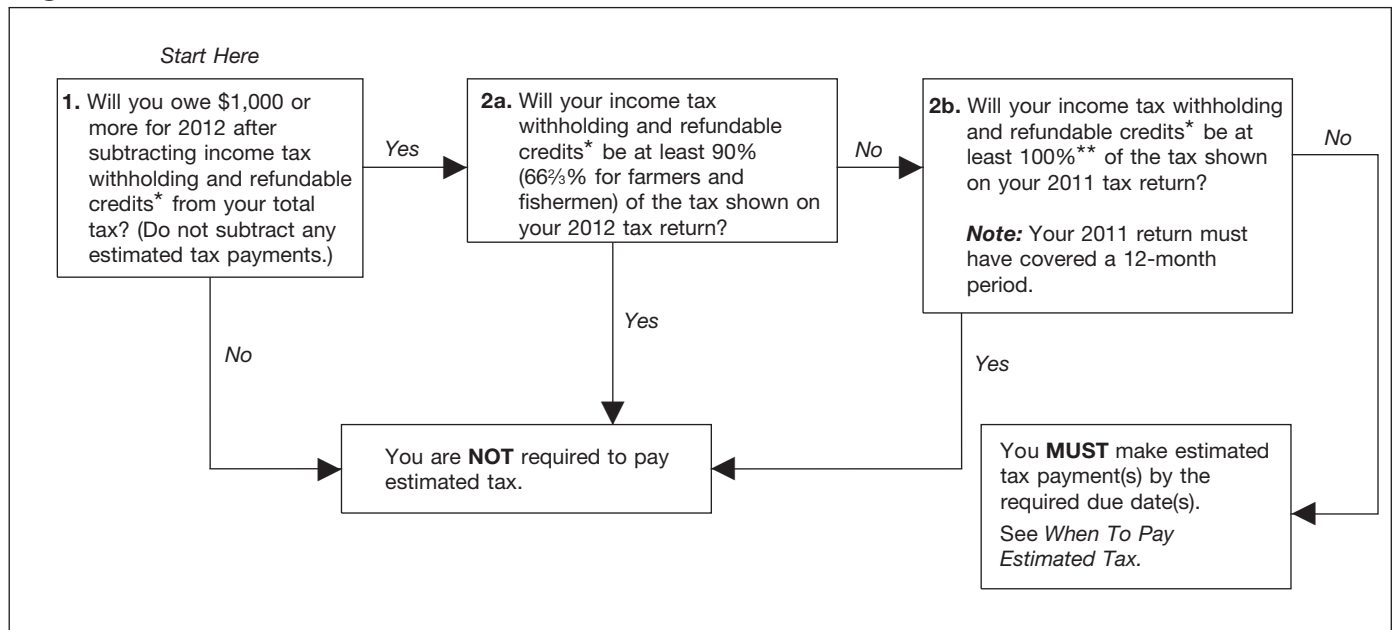 Start Here
1. Will you owe $1,000 or
more for 2012 after
subtracting income tax
withholding and refundable
credits* from your total
tax? (Do not subtract any
estimated tax payments.)
Yes
2a. Will your income tax
withholding and refundable
credits* be at least 90%
(66⅔% for farmers and
fishermen) of the tax shown on
your 2012 tax return?
No
2b. Will your income tax withholding
and refundable credits* be at
least 100%** of the tax shown
on your 2011 tax return?
Note: Your 2011 return must
have covered a 12-month
period.
No
No
Yes
Yes
You are NOT required to pay
estimated tax.
You MUST make estimated
tax payment(s) by the
required due date(s).
See When To Pay
Estimated Tax.